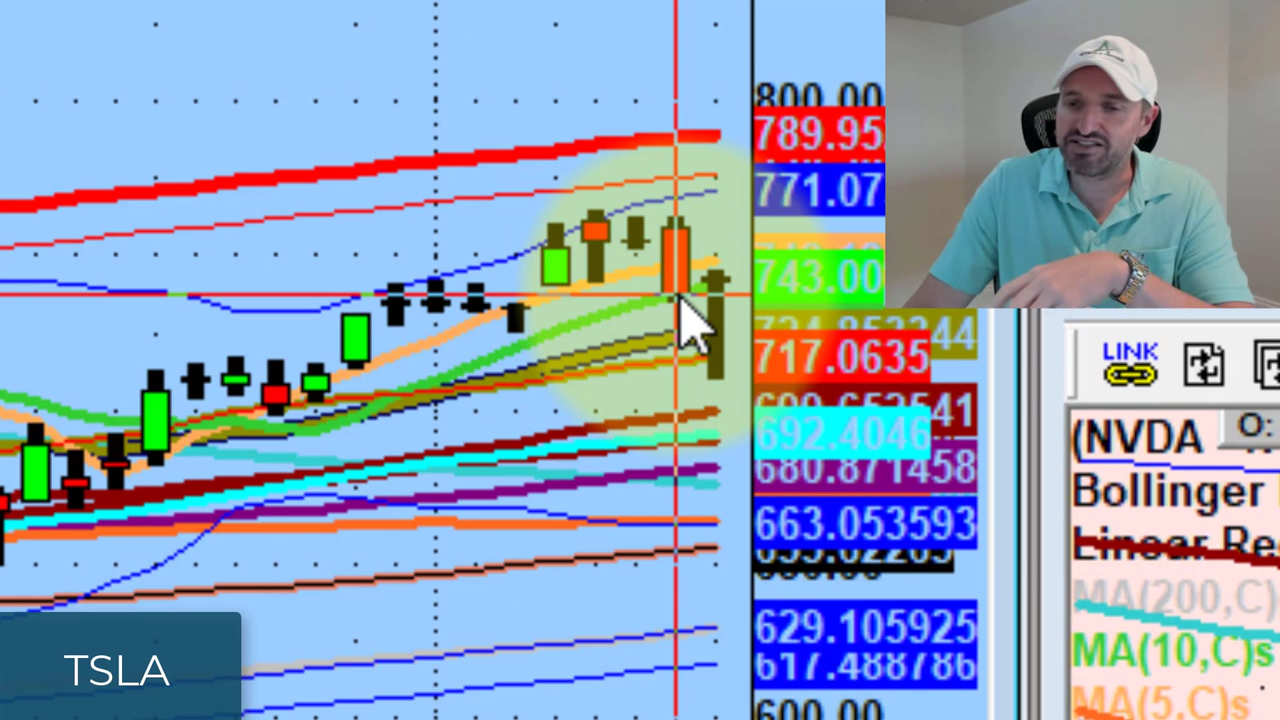 800.00
789.95
771.07
743.00
717.0635
692.4046
680.871458
663.053593
629.105925
617.488786
600.00
TSLA
LINK
O:
(NVDA
Bollinger
Linear Re
MA(200,C)
MA(10,C)s
MA(5,C)s